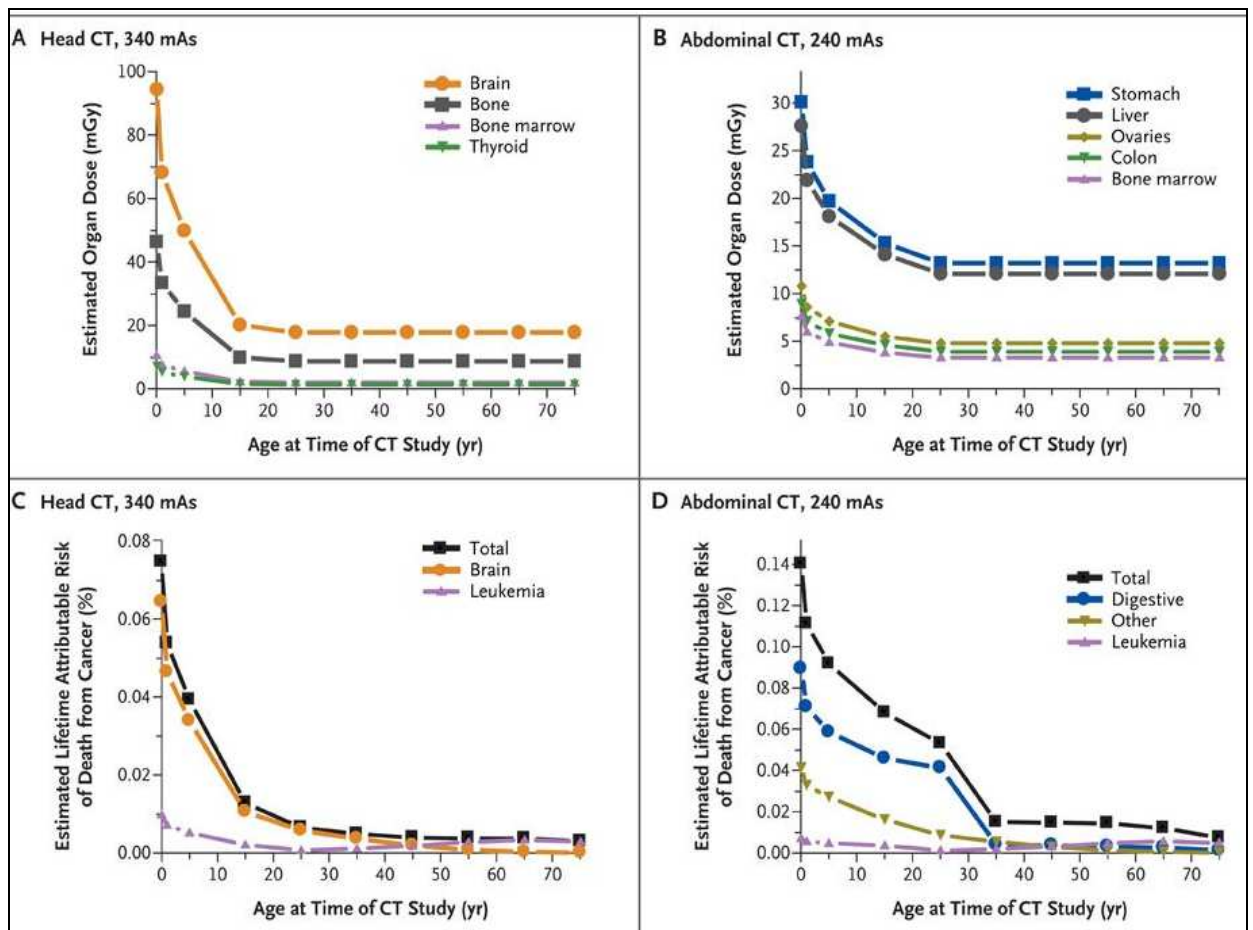 A Head CT, 340 mAs
Estimated Organ Dose (mGy)
100
80
60
40
20
0
0 10 20 30 40 50 60 70
Age at Time of CT Study (yr)
Brain
Bone
Bone marrow
Thyroid
B Abdominal CT, 240 mAs
Estimated Organ Dose (mGy)
30
25
20
15
10
5
0
0 10 20 30 40 50 60 70
Age at Time of CT Study (yr)
Stomach
Liver
Ovaries
Colon
Bone marrow
C Head CT, 340 mAs
Estimated Lifetime Attributable Risk
of Death from Cancer (%)
0.08
0.06
0.04
0.02
0.00
0 10 20 30 40 50 60 70
Age at Time of CT Study (yr)
Total
Brain
Leukemia
D Abdominal CT, 240 mAs
Estimated Lifetime Attributable Risk
of Death from Cancer (%)
0.14
0.12
0.10
0.08
0.06
0.04
0.02
0.00
0 10 20 30 40 50 60 70
Age at Time of CT Study (yr)
Total
Digestive
Other
Leukemia